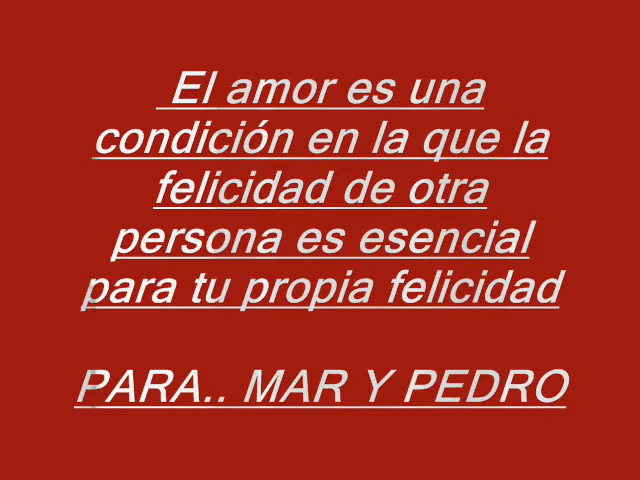 El amor es una
condición en la que la
felicidad de otra
persona es esencial
para tu propia felicidad
PARA.. MAR Y PEDRO